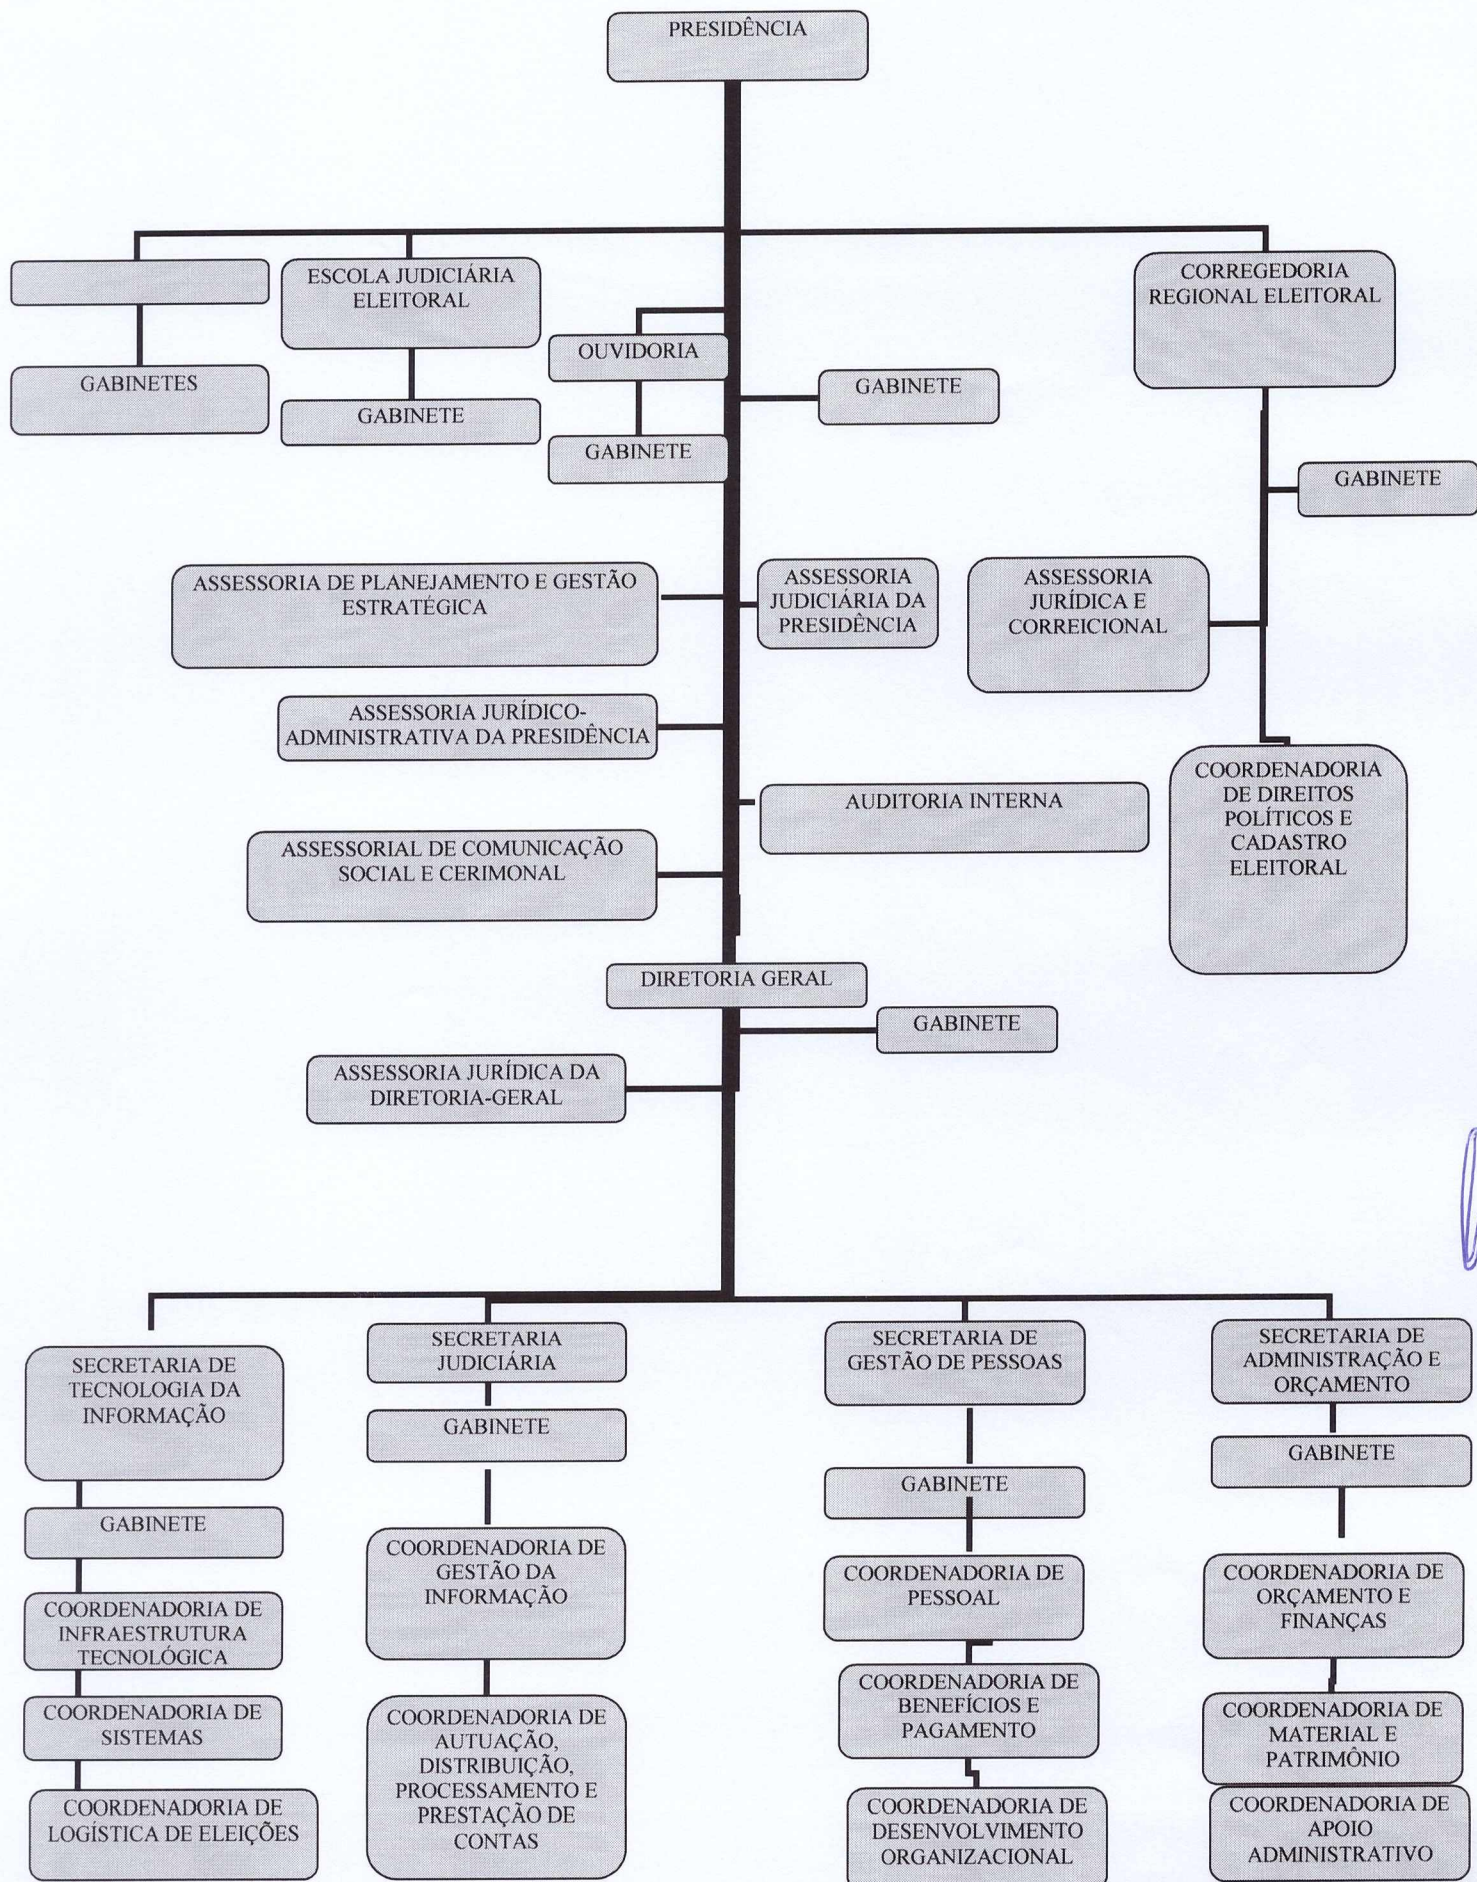 PRESIDÊNCIA
ESCOLA JUDICIÁRIA
ELEITORAL
CORREGEDORIA
REGIONAL ELEITORAL
OUVIDORIA
GABINETES
GABINETE
GABINETE
GABINETE
GABINETE
ASSESSORIA DE PLANEJAMENTO E GESTÃO
ESTRATÉGICA
ASSESSORIA
JUDICIÁRIA DA
PRESIDÊNCIA
ASSESSORIA
JURÍDICA E
CORREICIONAL
ASSESSORIA JURÍDICO-
ADMINISTRATIVA DA PRESIDÊNCIA
AUDITORIA INTERNA
COORDENADORIA
DE DIREITOS
POLÍTICOS E
CADASTRO
ELEITORAL
ASSESSORIAL DE COMUNICAÇÃO
SOCIAL E CERIMONAL
DIRETORIA GERAL
GABINETE
ASSESSORIA JURÍDICA DA
DIRETORIA-GERAL
SECRETARIA DE
TECNOLOGIA DA
INFORMAÇÃO
GABINETE
COORDENADORIA DE
INFRAESTRUTURA
TECNOLÓGICA
COORDENADORIA DE
SISTEMAS
COORDENADORIA DE
LOGÍSTICA DE ELEIÇÕES
SECRETARIA
JUDICIÁRIA
GABINETE
COORDENADORIA DE
GESTÃO DA
INFORMAÇÃO
COORDENADORIA DE
AUTUAÇÃO,
DISTRIBUIÇÃO,
PROCESSAMENTO E
PRESTAÇÃO DE
CONTAS
SECRETARIA DE
GESTÃO DE PESSOAS
GABINETE
COORDENADORIA DE
PESSOAL
COORDENADORIA DE
BENEFÍCIOS E
PAGAMENTO
COORDENADORIA DE
DESENVOLVIMENTO
ORGANIZACIONAL
SECRETARIA DE
ADMINISTRAÇÃO E
ORÇAMENTO
GABINETE
COORDENADORIA DE
ORÇAMENTO E
FINANÇAS
COORDENADORIA DE
MATERIAL E
PATRIMÔNIO
COORDENADORIA DE
APOIO
ADMINISTRATIVO